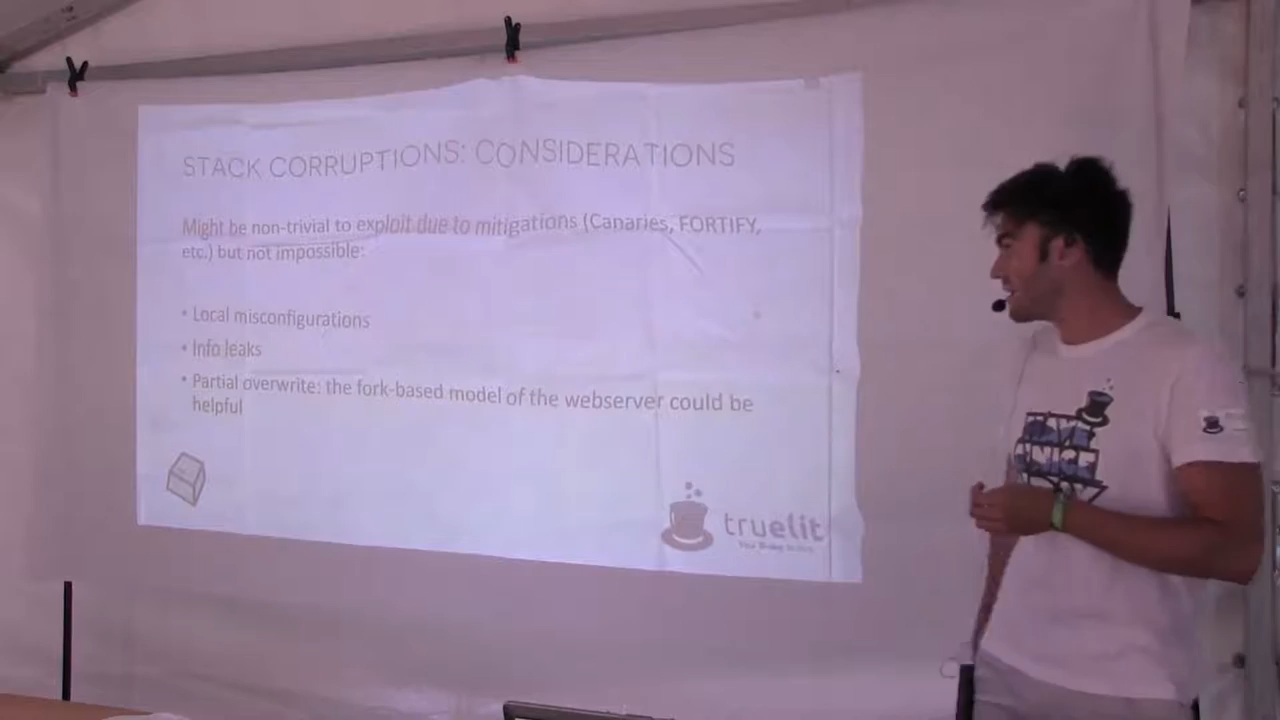 STACK CORRUPTIONS: CONSIDERATIONS
Might be non-trivial to exploit due to mitigations (Canaries, FORTIFY,
etc.) but not impossible:
• Local misconfigurations
• Info leaks
• Partial overwrite: the fork-based model of the webserver could be
helpful
truelit